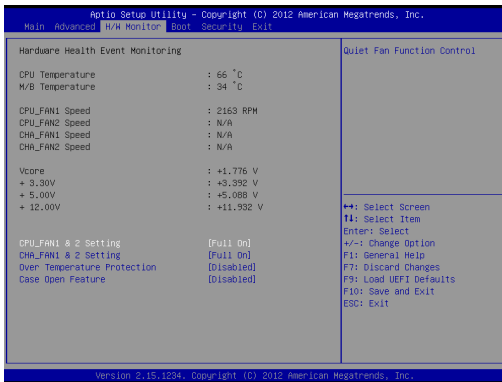 Aptio Setup Utility - Copyright (C) 2012 American Megatrends, Inc.
Main Advanced H/W Monitor Boot Security Exit
Hardware Health Event Monitoring
CPU Temperature : 66 °C
M/B Temperature : 34 °C
CPU_FAN1 Speed : 2163 RPM
CPU_FAN2 Speed : N/A
CHA_FAN1 Speed : N/A
CHA_FAN2 Speed : N/A
Vcore : +1.776 V
+ 3.30V : +3.392 V
+ 5.00V : +5.088 V
+ 12.00V : +11.932 V
CPU_FAN1 & 2 Setting [Full On]
CHA_FAN1 & 2 Setting [Full On]
Over Temperature Protection [Disabled]
Case Open Feature [Disabled]
Quiet Fan Function Control
↔: Select Screen
↑↓: Select Item
Enter: Select
+/-: Change Option
F1: General Help
F7: Discard Changes
F9: Load UEFI Defaults
F10: Save and Exit
ESC: Exit
Version 2.15.1234. Copyright (C) 2012 American Megatrends, Inc.